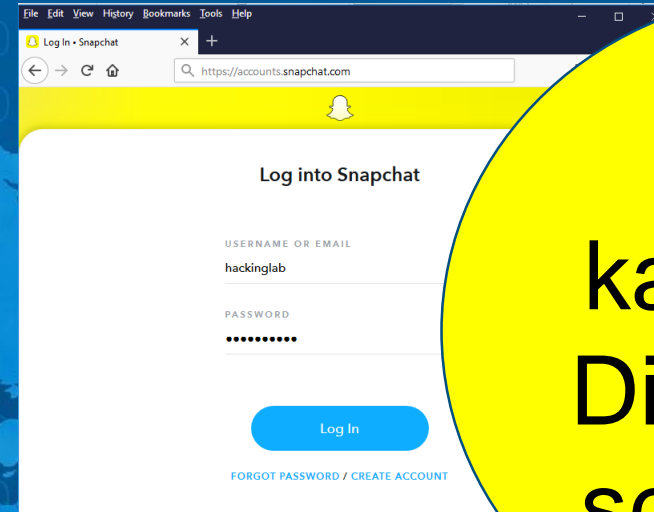 File Edit View History Bookmarks Tools Help
Log In • Snapchat
https://accounts.snapchat.com
Log into Snapchat
USERNAME OR EMAIL
hackinglab
PASSWORD
••••••••••
Log In
FORGOT PASSWORD / CREATE ACCOUNT